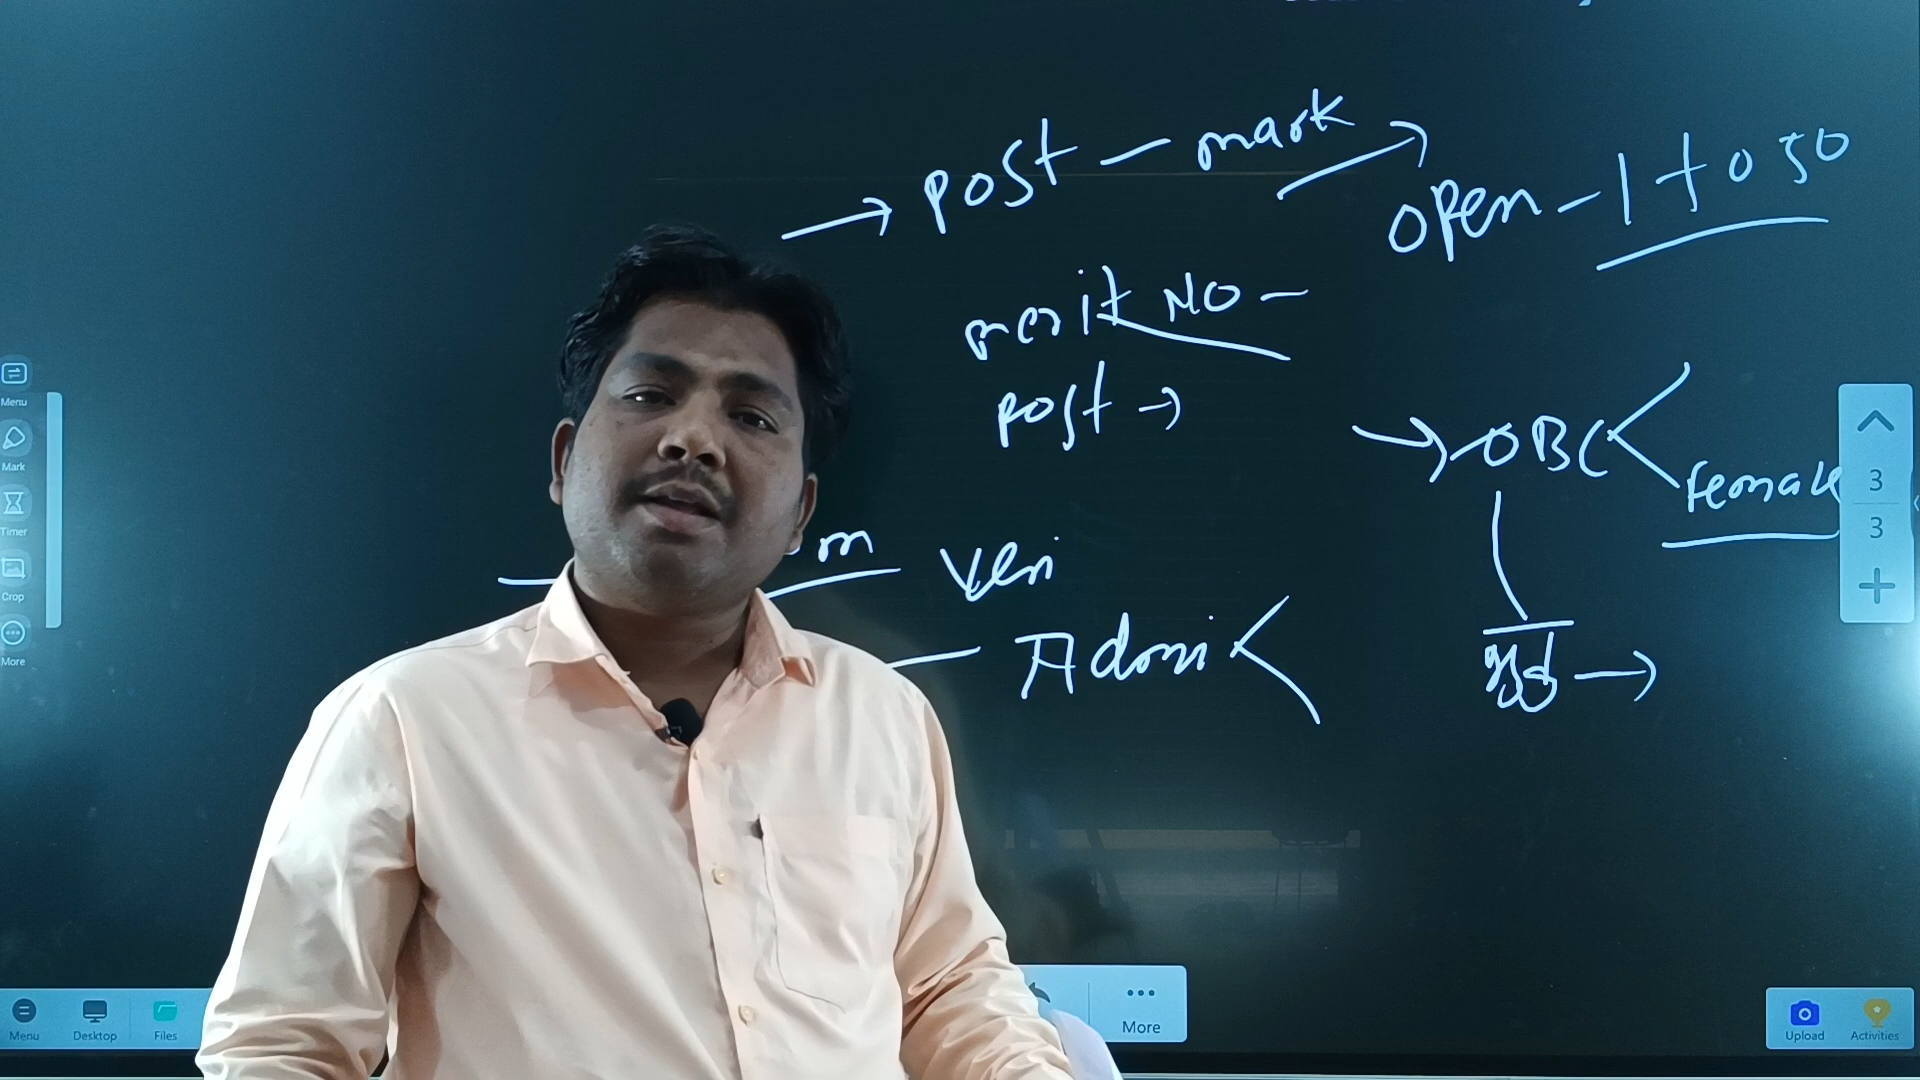 → post — mark →
open - 1 to 50
merit NO -
post →
→ OBC <
female
m veri
Admi <
Menu
Mark
Timer
Crop
More
3
3
+
Menu
Desktop
Files
More
Upload
Activities